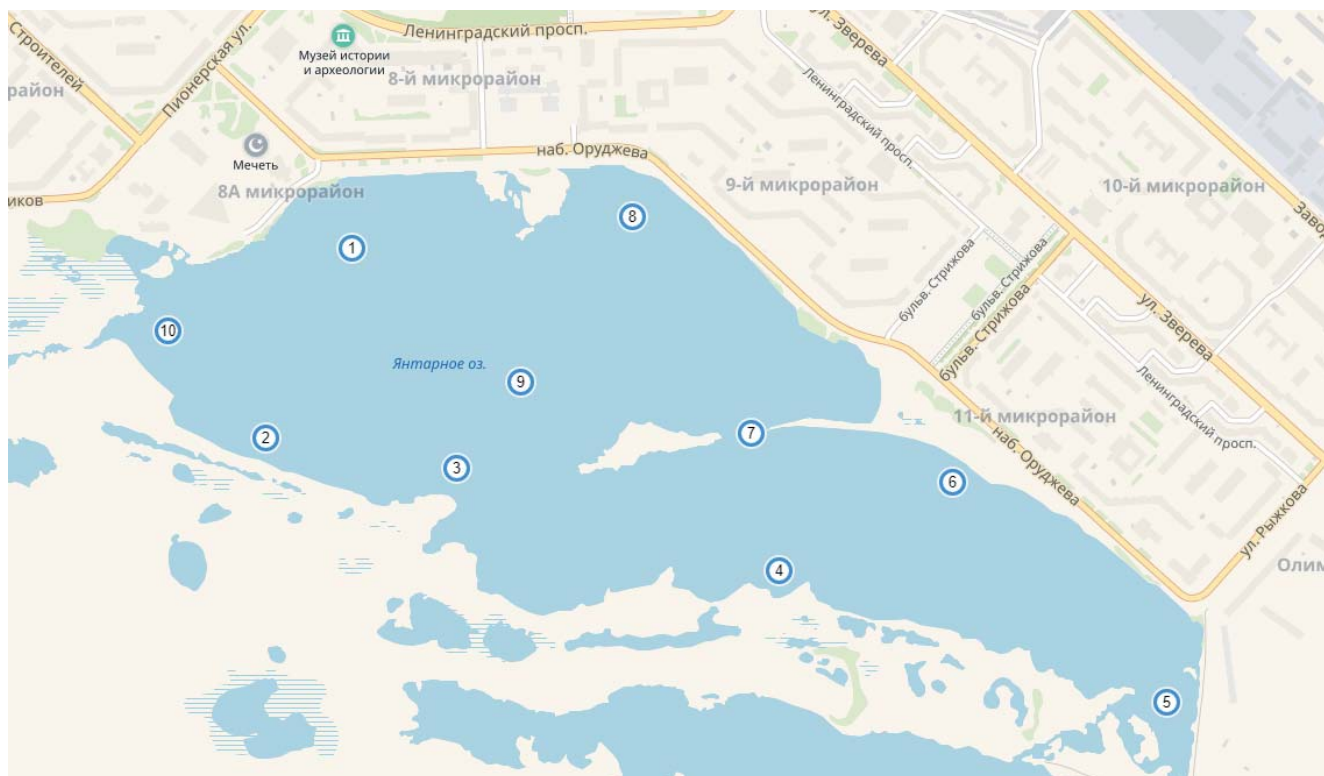 Строителей
Пионерская ул.
Музей истории
и археологии
Ленинградский просп.
8-й микрорайон
ул. Зверева
Ленинградский просп.
район
Мечеть
наб. Оруджева
8А микрорайон
9-й микрорайон
10-й микрорайон
иков
Завод
8
1
бульв. Стрижова
бульв. Стрижова
бульв. Стрижова
ул. Зверева
10
Янтарное оз.
9
Ленинградский просп.
11-й микрорайон
2
7
3
6
наб. Оруджева
ул. Рыжкова
4
Олим
5